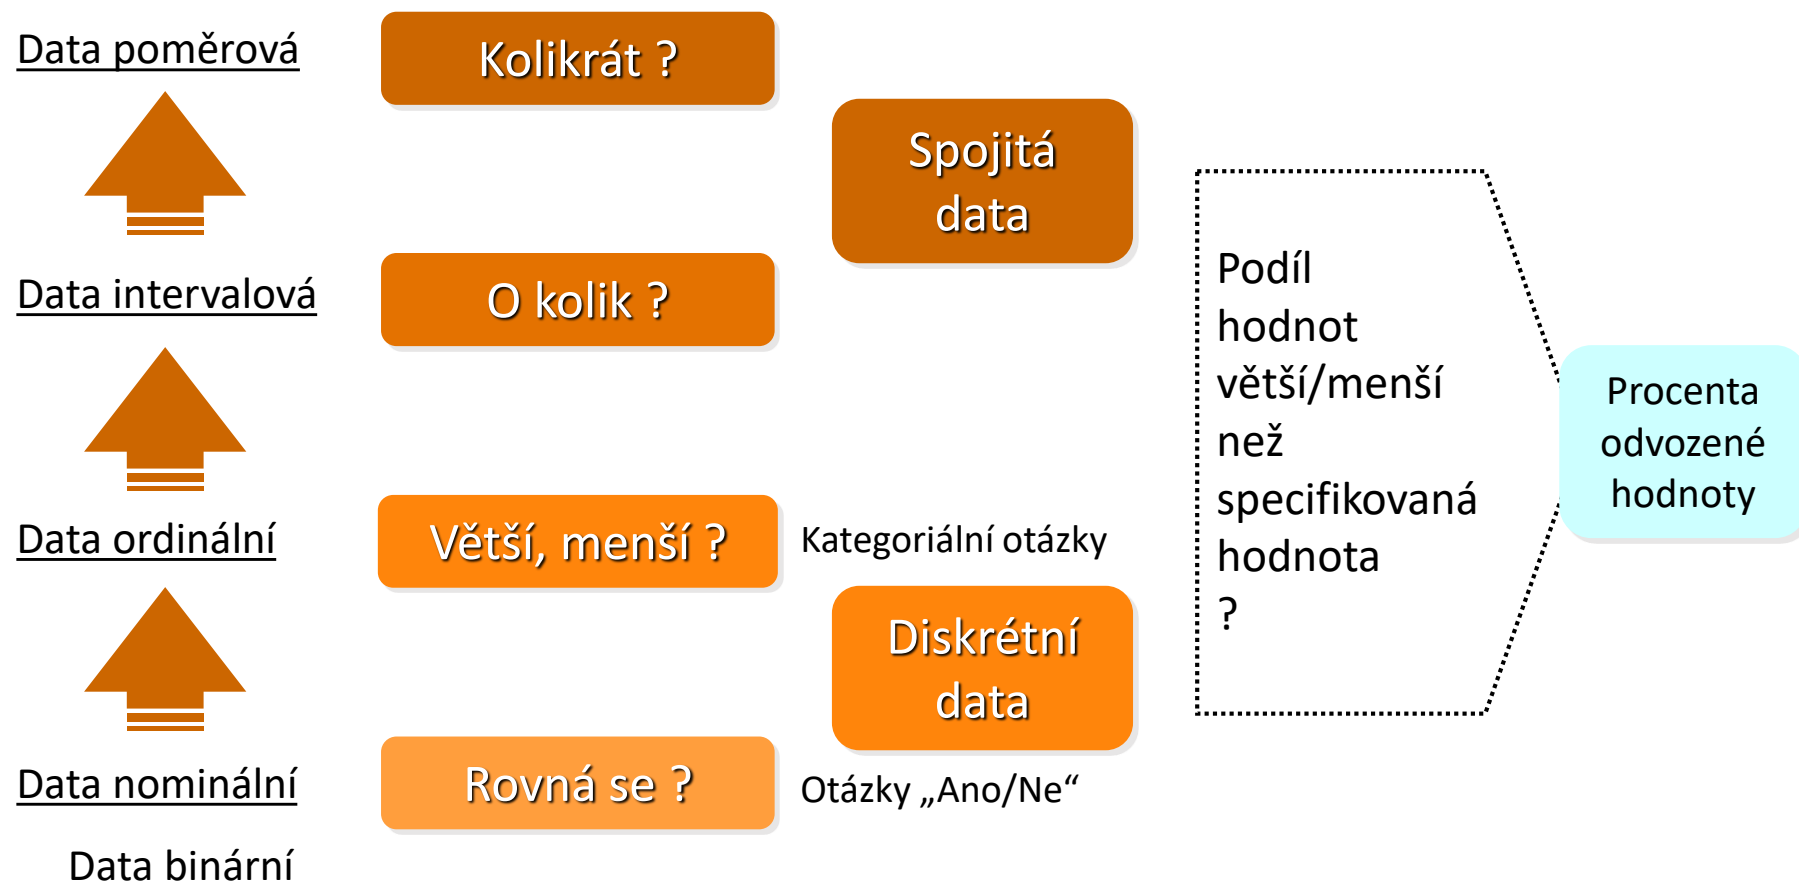 Data poměrová
Kolikrát ?
Spojitá
data
Data intervalová
O kolik ?
Data ordinální
Větší, menší ?
Kategoriální otázky
Diskrétní
data
Data nominální
Rovná se ?
Otázky „Ano/Ne“
Data binární
Podíl
hodnot
větší/menší
než
specifikovaná
hodnota
?
Procenta
odvozené
hodnoty